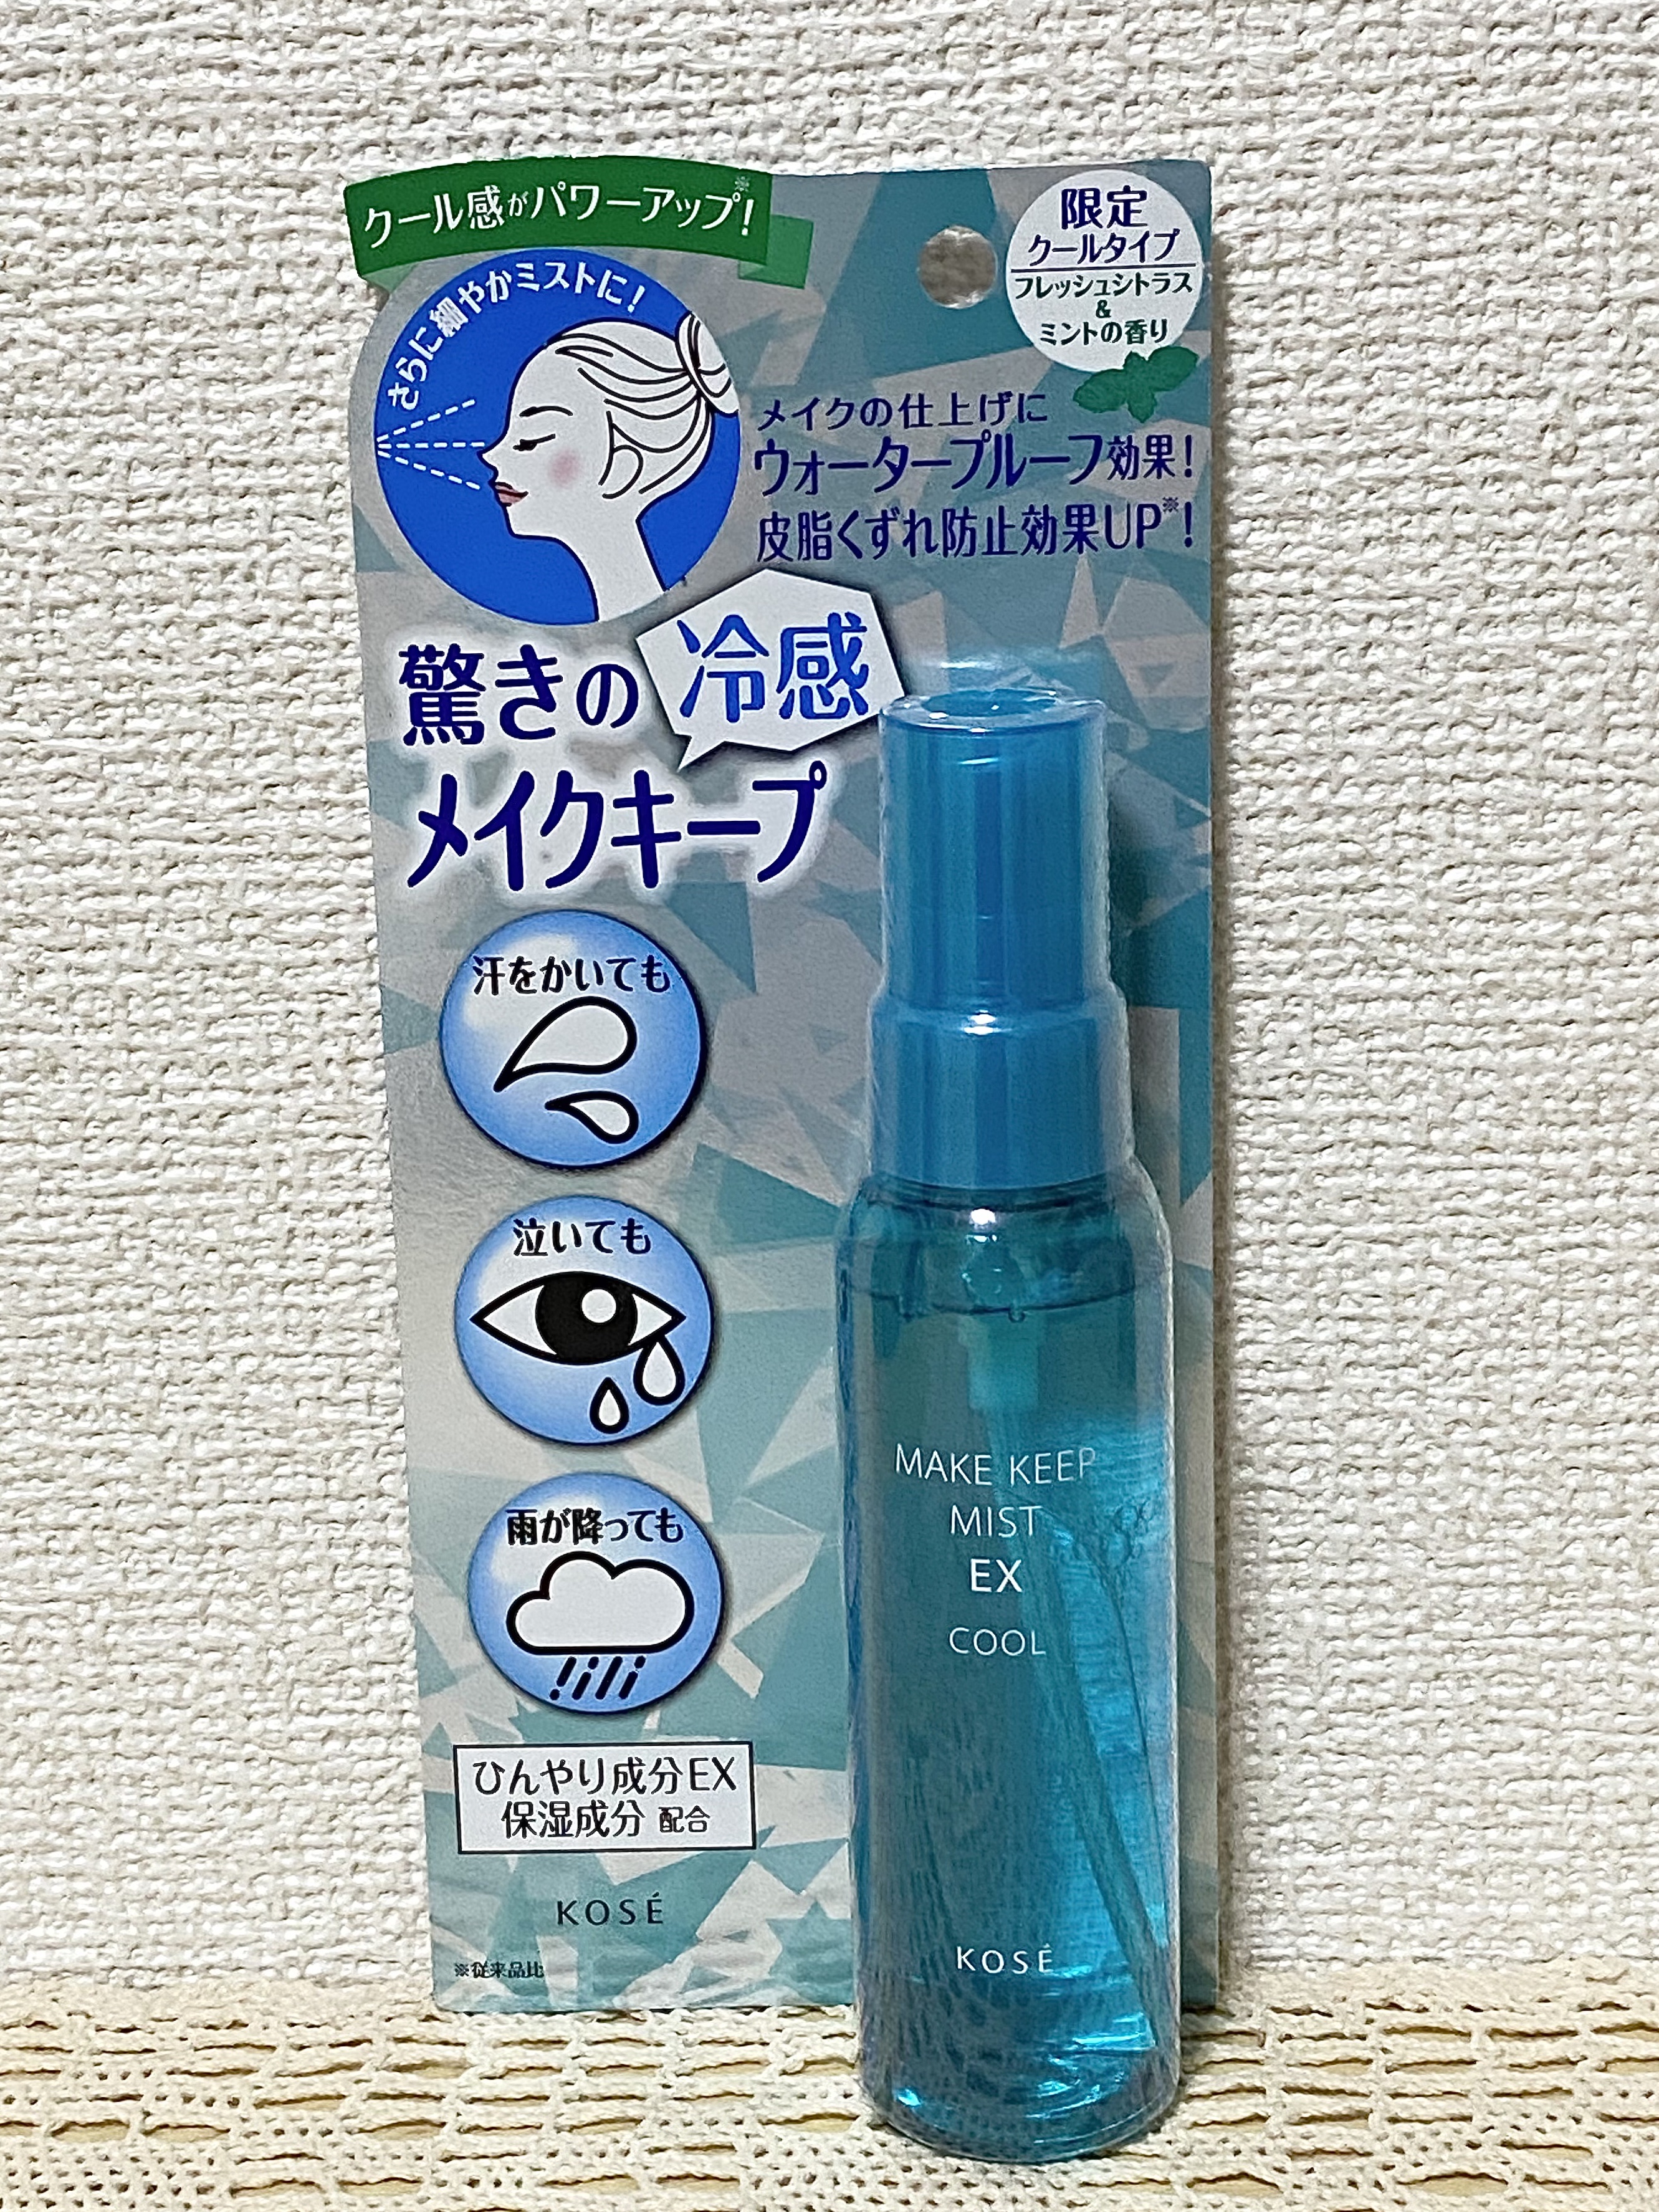 クール感がパワーアップ※!
さらに細やかミストに!
限定
クールタイプ
フレッシュシトラス
&
ミントの香り
メイクの仕上げに
ウォータープルーフ効果!
皮脂くずれ防止効果UP※!
驚きの冷感
メイクキープ
汗をかいても
泣いても
雨が降っても
ひんやり成分EX
保湿成分 配合
KOSÉ
※従来品比
MAKE KEEP
MIST
EX
COOL
KOSÉ